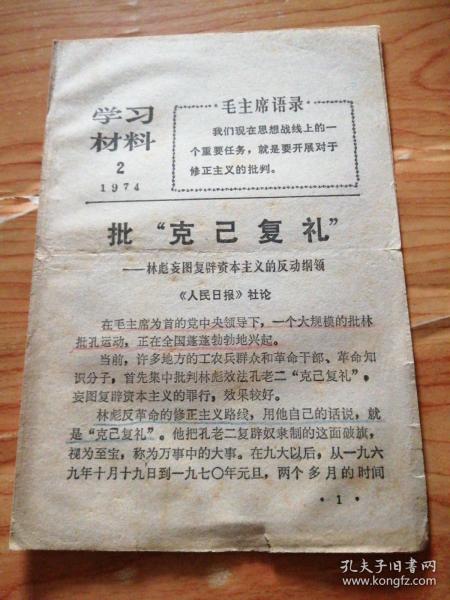 学习
材料
2
1974
毛主席语录
我们现在思想战线上的一
个重要任务，就是要开展对于
修正主义的批判。
批“克己复礼”
——林彪妄图复辟资本主义的反动纲领
《人民日报》社论
在毛主席为首的党中央领导下，一个大规模的批林
批孔运动，正在全国蓬蓬勃勃地兴起。
当前，许多地方的工农兵群众和革命干部、革命知
识分子，首先集中批判林彪效法孔老二“克己复礼”，
妄图复辟资本主义的罪行，效果较好。
林彪反革命的修正主义路线，用他自己的话说，就
是“克己复礼”。他把孔老二复辟奴隶制的这面破旗，
视为至宝，称为万事中的大事。在九大以后，从一九六
九年十月十九日到一九七〇年元旦，两个多月的时间
·1·
孔夫子旧书网
www.kongfz.com